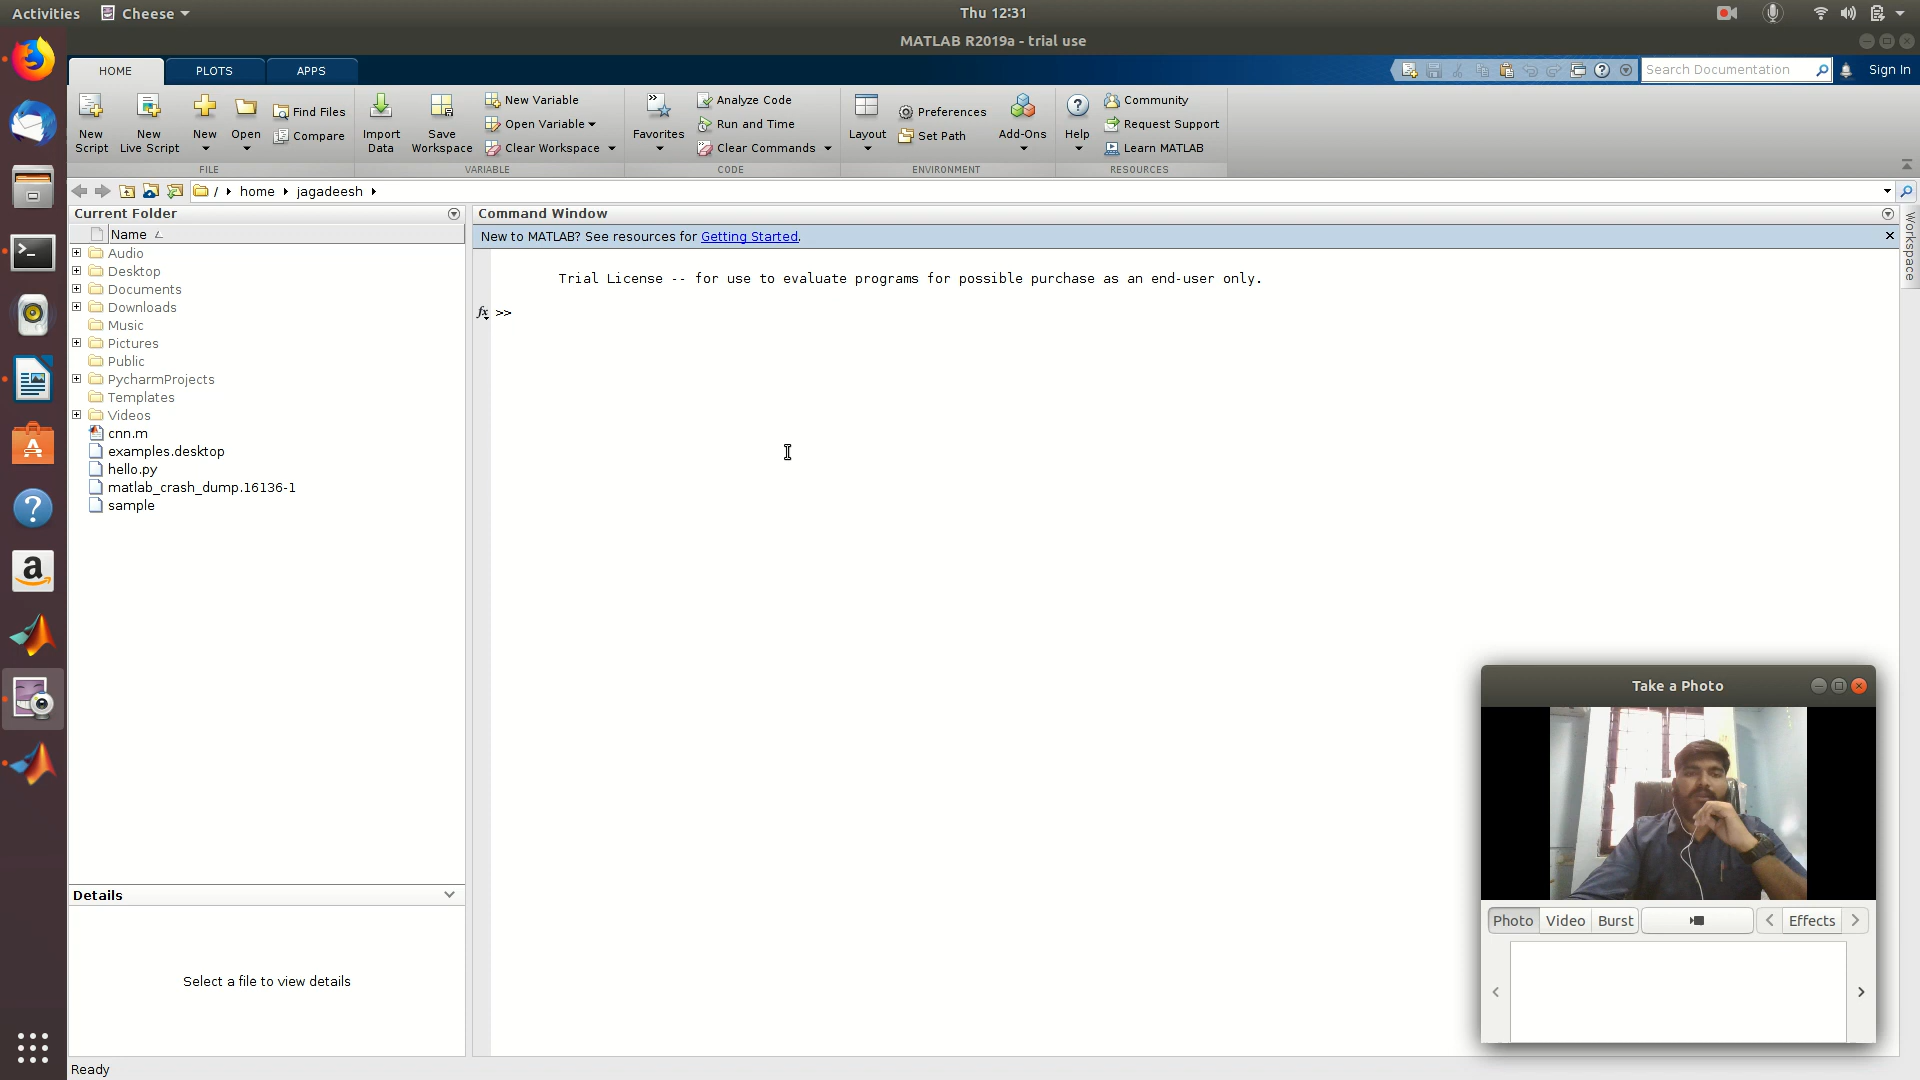 Activities Cheese Thu 12:31
MATLAB R2019a - trial use
HOME PLOTS APPS Search Documentation Sign In
New Script
New Live Script
New
Open
Find Files
Compare
FILE
Import Data
Save Workspace
New Variable
Open Variable
Clear Workspace
VARIABLE
Favorites
Analyze Code
Run and Time
Clear Commands
CODE
Layout
Preferences
Set Path
Add-Ons
ENVIRONMENT
Help
Community
Request Support
Learn MATLAB
RESOURCES
/ home jagadeesh
Current Folder
Name
Audio
Desktop
Documents
Downloads
Music
Pictures
Public
PycharmProjects
Templates
Videos
cnn.m
examples.desktop
hello.py
matlab_crash_dump.16136-1
sample
Details
Select a file to view details
Ready
Command Window
New to MATLAB? See resources for Getting Started.
Trial License -- for use to evaluate programs for possible purchase as an end-user only.
fx >>
Workspace
Take a Photo
Photo Video Burst Effects